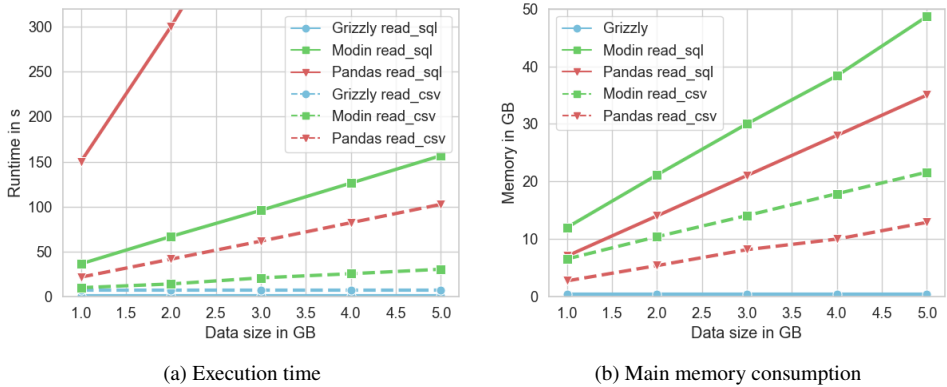 300
250
200
150
100
50
0
Runtime in s
Grizzly read_sql
Modin read_sql
Pandas read_sql
Grizzly read_csv
Modin read_csv
Pandas read_csv
1.0 1.5 2.0 2.5 3.0 3.5 4.0 4.5 5.0
Data size in GB
(a) Execution time
50
40
30
20
10
0
Memory in GB
Grizzly
Modin read_sql
Pandas read_sql
Modin read_csv
Pandas read_csv
1.0 1.5 2.0 2.5 3.0 3.5 4.0 4.5 5.0
Data size in GB
(b) Main memory consumption